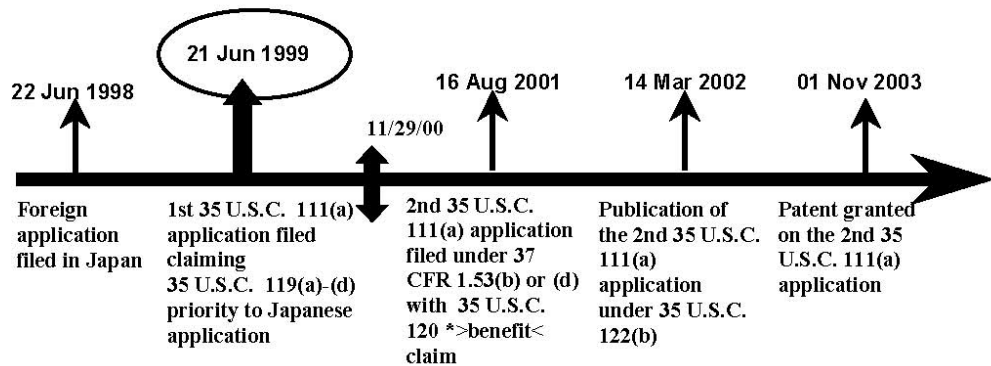 22 Jun 1998
21 Jun 1999
11/29/00
16 Aug 2001
14 Mar 2002
01 Nov 2003
Foreign
application
filed in Japan
1st 35 U.S.C. 111(a)
application filed
claiming
35 U.S.C. 119(a)-(d)
priority to Japanese
application
2nd 35 U.S.C.
111(a) application
filed under 37
CFR 1.53(b) or (d)
with 35 U.S.C.
120 *>benefit<
claim
Publication of
the 2nd 35 U.S.C.
111(a)
application
under 35 U.S.C.
122(b)
Patent granted
on the 2nd 35
U.S.C. 111(a)
application